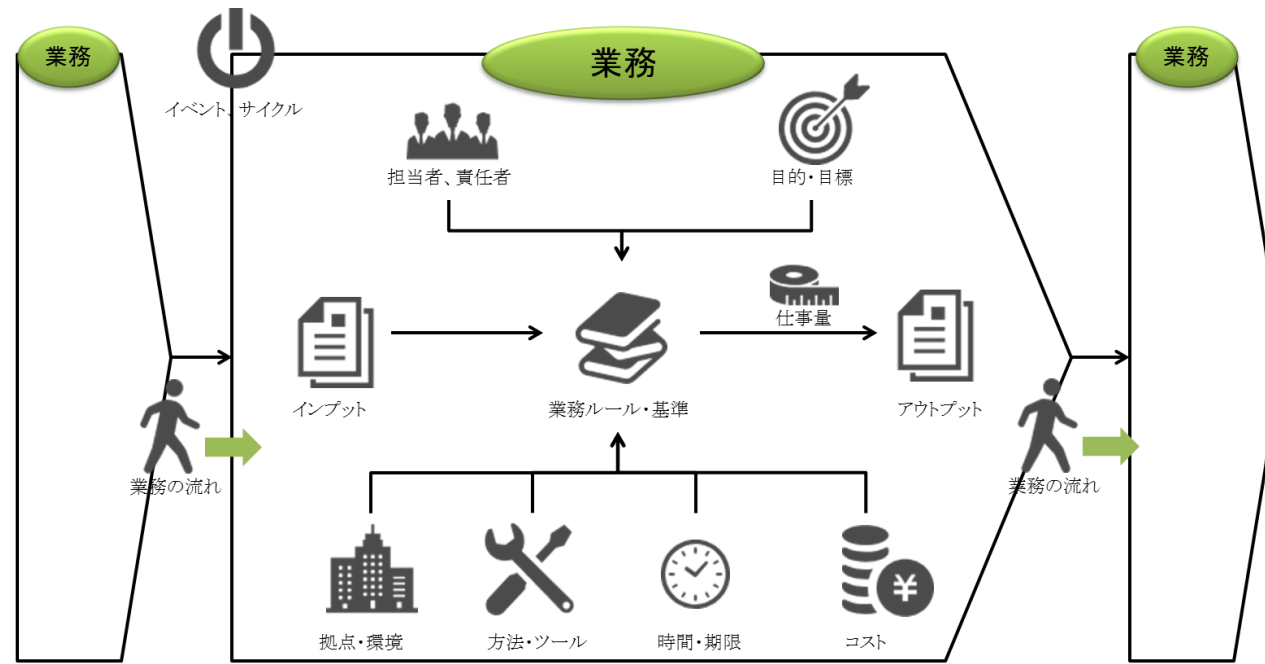 業務
業務
業務
イベント、サイクル
担当者、責任者
目的・目標
仕事量
インプット
業務ルール・基準
アウトプット
業務の流れ
業務の流れ
¥
拠点・環境
方法・ツール
時間・期限
コスト